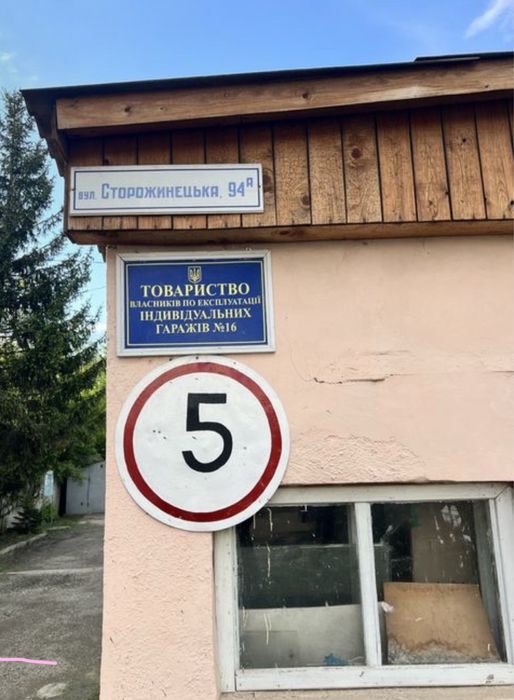 вул. Сторожинецька, 94а
ТОВАРИСТВО
ВЛАСНИКІВ ПО ЕКСПЛУАТАЦІЇ
ІНДИВІДУАЛЬНИХ
ГАРАЖІВ №16
5